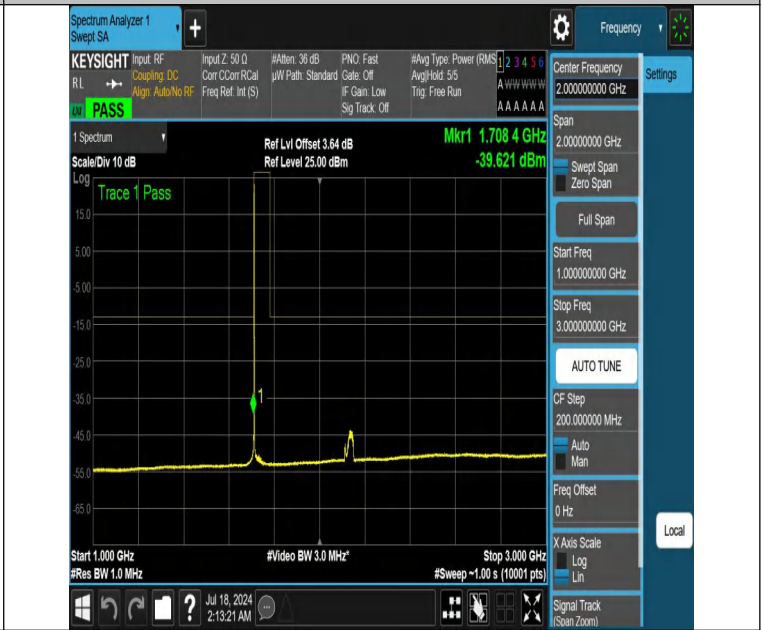 Spectrum Analyzer 1
Swept SA
+
Frequency
KEYSIGHT
RL
PASS
Input: RF
Coupling: DC
Align: Auto/No RF
Input Z: 50 Ω
Corr CCorr RCal
Freq Ref: Int (S)
#Atten: 36 dB
µW Path: Standard
PNO: Fast
Gate: Off
IF Gain: Low
Sig Track: Off
#Avg Type: Power (RMS
Avg|Hold: 5/5
Trig: Free Run
1 2 3 4 5 6
A W W W W W
A A A A A A
Center Frequency
2.000000000 GHz
Settings
Span
2.00000000 GHz
Swept Span
Zero Span
Full Span
Start Freq
1.000000000 GHz
Stop Freq
3.000000000 GHz
AUTO TUNE
CF Step
200.000000 MHz
Auto
Man
Freq Offset
0 Hz
X Axis Scale
Log
Lin
Local
Signal Track
(Span Zoom)
1 Spectrum
Scale/Div 10 dB
Ref Lvl Offset 3.64 dB
Ref Level 25.00 dBm
Mkr1 1.708 4 GHz
-39.621 dBm
Log
Trace 1 Pass
15.0
5.00
-5.00
-15.0
-25.0
-35.0
-45.0
-55.0
-65.0
1
Start 1.000 GHz
#Res BW 1.0 MHz
#Video BW 3.0 MHz*
Stop 3.000 GHz
#Sweep ~1.00 s (10001 pts)
?
Jul 18, 2024
2:13:21 AM